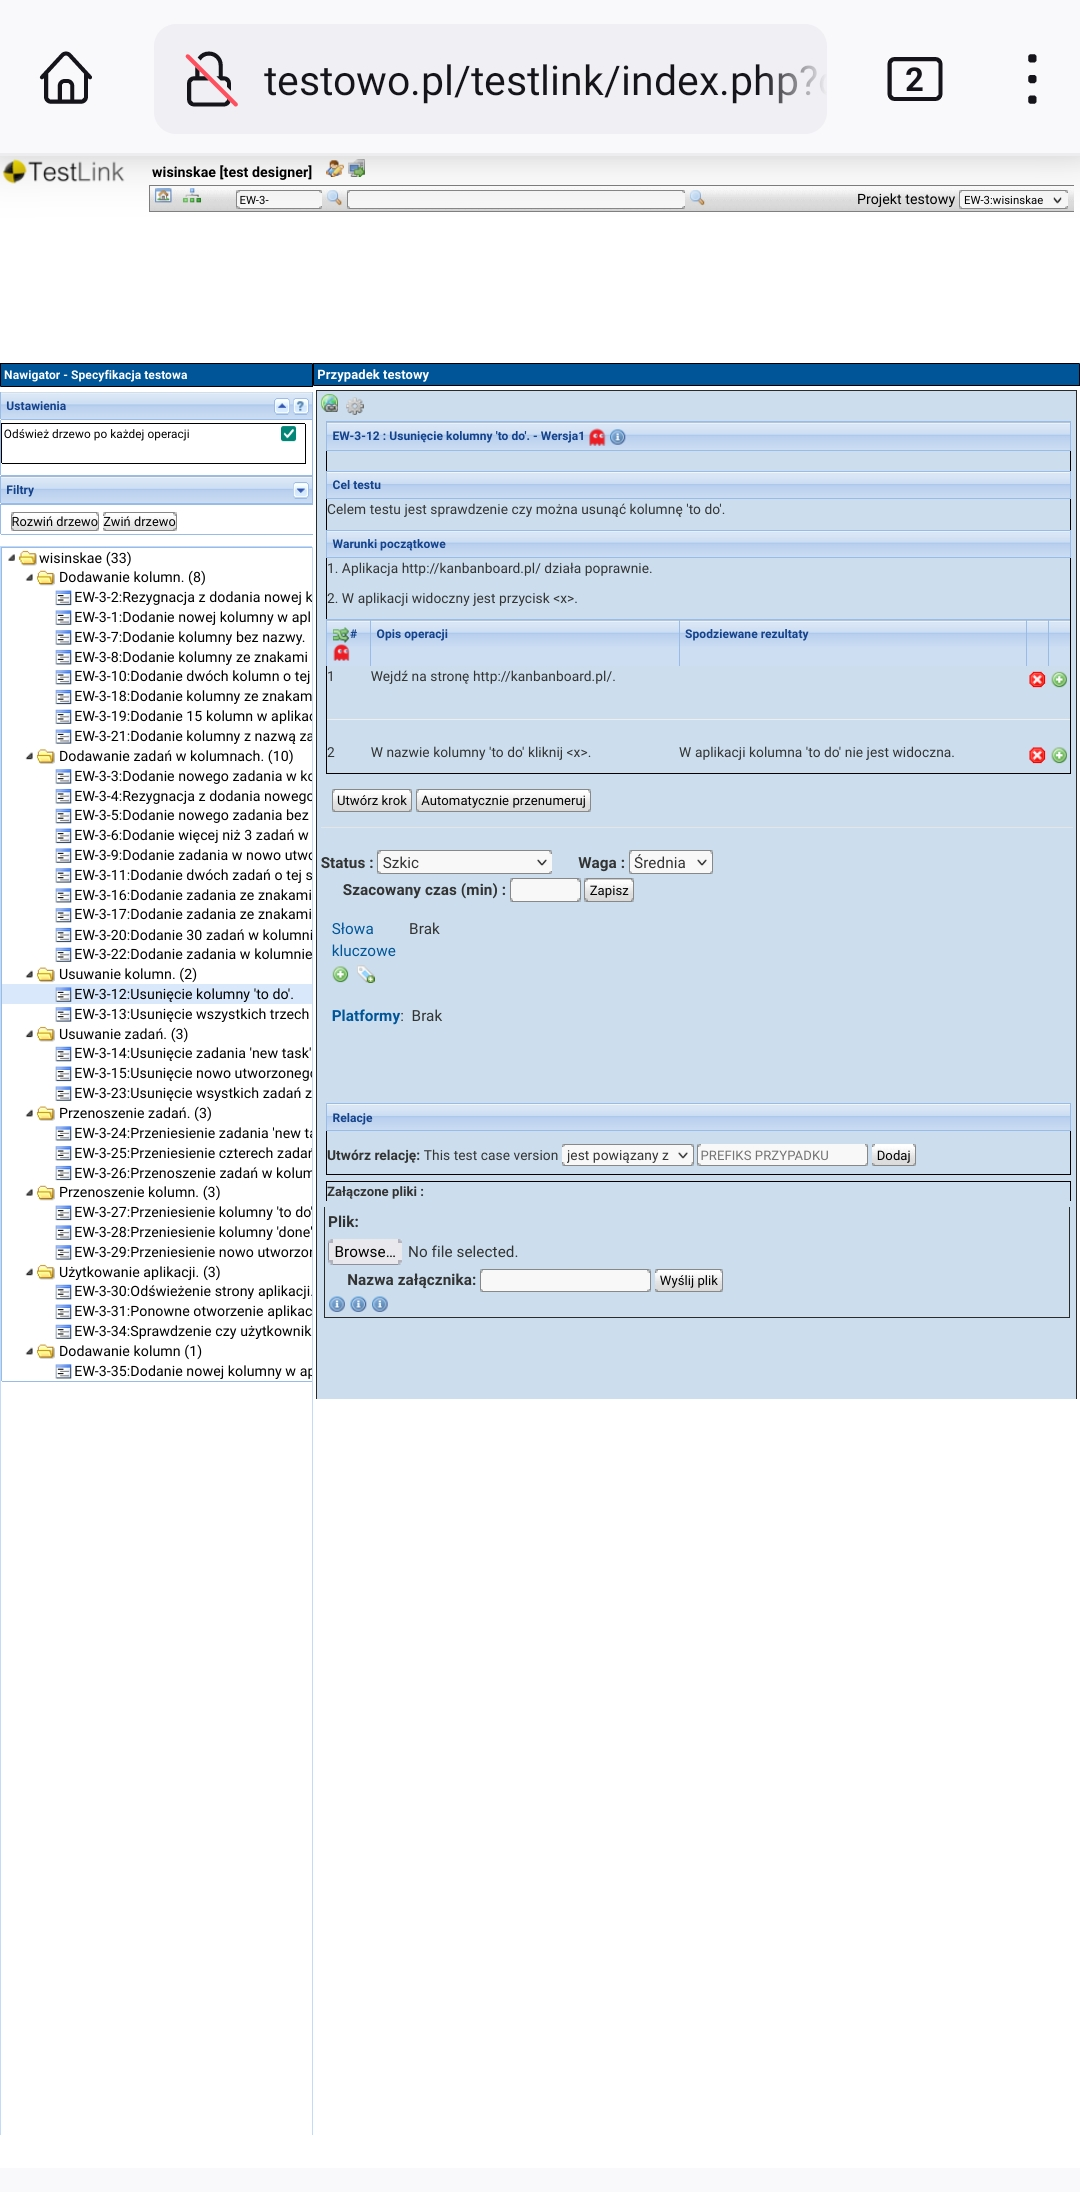 testowo.pl/testlink/index.php?
2
TestLink
wisinskae [test designer]
EW-3-
Projekt testowy EW-3:wisinskae
Nawigator - Specyfikacja testowa
Ustawienia
Odśwież drzewo po każdej operacji
Filtry
Rozwiń drzewo Zwiń drzewo
wisinskae (33)
Dodawanie kolumn. (8)
EW-3-2:Rezygnacja z dodania nowej k
EW-3-1:Dodanie nowej kolumny w apl
EW-3-7:Dodanie kolumny bez nazwy.
EW-3-8:Dodanie kolumny ze znakami
EW-3-10:Dodanie dwóch kolumn o tej
EW-3-18:Dodanie kolumny ze znakam
EW-3-19:Dodanie 15 kolumn w aplikac
EW-3-21:Dodanie kolumny z nazwą za
Dodawanie zadań w kolumnach. (10)
EW-3-3:Dodanie nowego zadania w ko
EW-3-4:Rezygnacja z dodania nowego
EW-3-5:Dodanie nowego zadania bez
EW-3-6:Dodanie więcej niż 3 zadań w
EW-3-9:Dodanie zadania w nowo utwo
EW-3-11:Dodanie dwóch zadań o tej s
EW-3-16:Dodanie zadania ze znakami
EW-3-17:Dodanie zadania ze znakami
EW-3-20:Dodanie 30 zadań w kolumni
EW-3-22:Dodanie zadania w kolumnie
Usuwanie kolumn. (2)
EW-3-12:Usunięcie kolumny 'to do'.
EW-3-13:Usunięcie wszystkich trzech
Usuwanie zadań. (3)
EW-3-14:Usunięcie zadania 'new task'
EW-3-15:Usunięcie nowo utworzoneg
EW-3-23:Usunięcie wsystkich zadań z
Przenoszenie zadań. (3)
EW-3-24:Przeniesienie zadania 'new ta
EW-3-25:Przeniesienie czterech zadar
EW-3-26:Przenoszenie zadań w kolum
Przenoszenie kolumn. (3)
EW-3-27:Przeniesienie kolumny 'to do'
EW-3-28:Przeniesienie kolumny 'done'
EW-3-29:Przeniesienie nowo utworzor
Użytkowanie aplikacji. (3)
EW-3-30:Odświeżenie strony aplikacji.
EW-3-31:Ponowne otworzenie aplikac
EW-3-34:Sprawdzenie czy użytkownik
Dodawanie kolumn (1)
EW-3-35:Dodanie nowej kolumny w ap
Przypadek testowy
EW-3-12 : Usunięcie kolumny 'to do'. - Wersja1
Cel testu
Celem testu jest sprawdzenie czy można usunąć kolumnę 'to do'.
Warunki początkowe
1. Aplikacja http://kanbanboard.pl/ działa poprawnie.
2. W aplikacji widoczny jest przycisk <x>.
# Opis operacji Spodziewane rezultaty
1 Wejdź na stronę http://kanbanboard.pl/.
2 W nazwie kolumny 'to do' kliknij <x>. W aplikacji kolumna 'to do' nie jest widoczna.
Utwórz krok Automatycznie przenumeruj
Status : Szkic Waga : Średnia
Szacowany czas (min) : Zapisz
Słowa Brak
kluczowe
Platformy: Brak
Relacje
Utwórz relację: This test case version jest powiązany z PREFIKS PRZYPADKU Dodaj
Załączone pliki :
Plik:
Browse... No file selected.
Nazwa załącznika: Wyślij plik